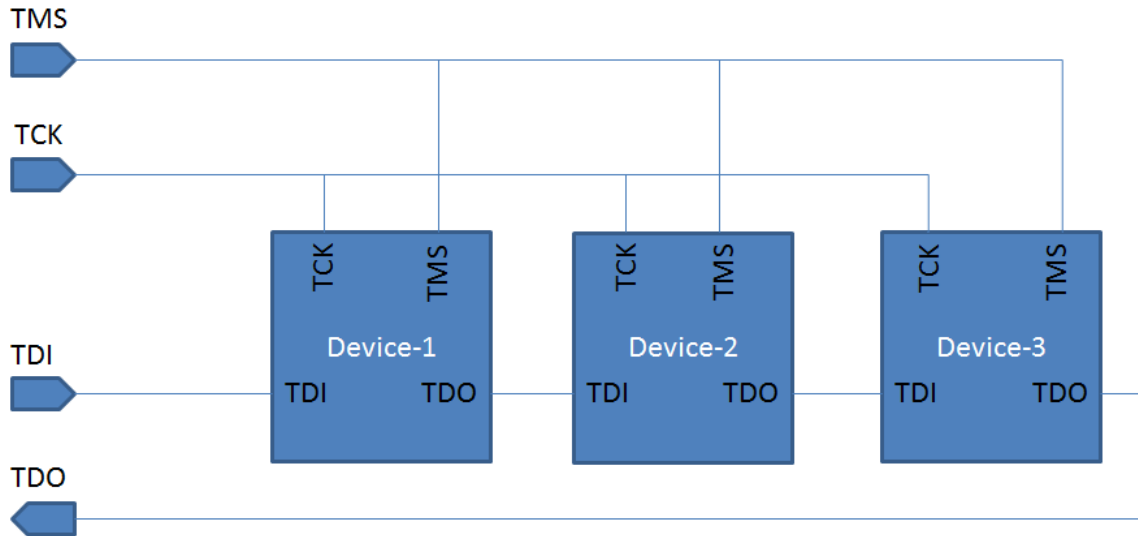 TMS
TCK
TCK
TMS
TCK
TMS
TCK
TMS
Device-1
Device-2
Device-3
TDI
TDI
TDO
TDI
TDO
TDI
TDO
TDO